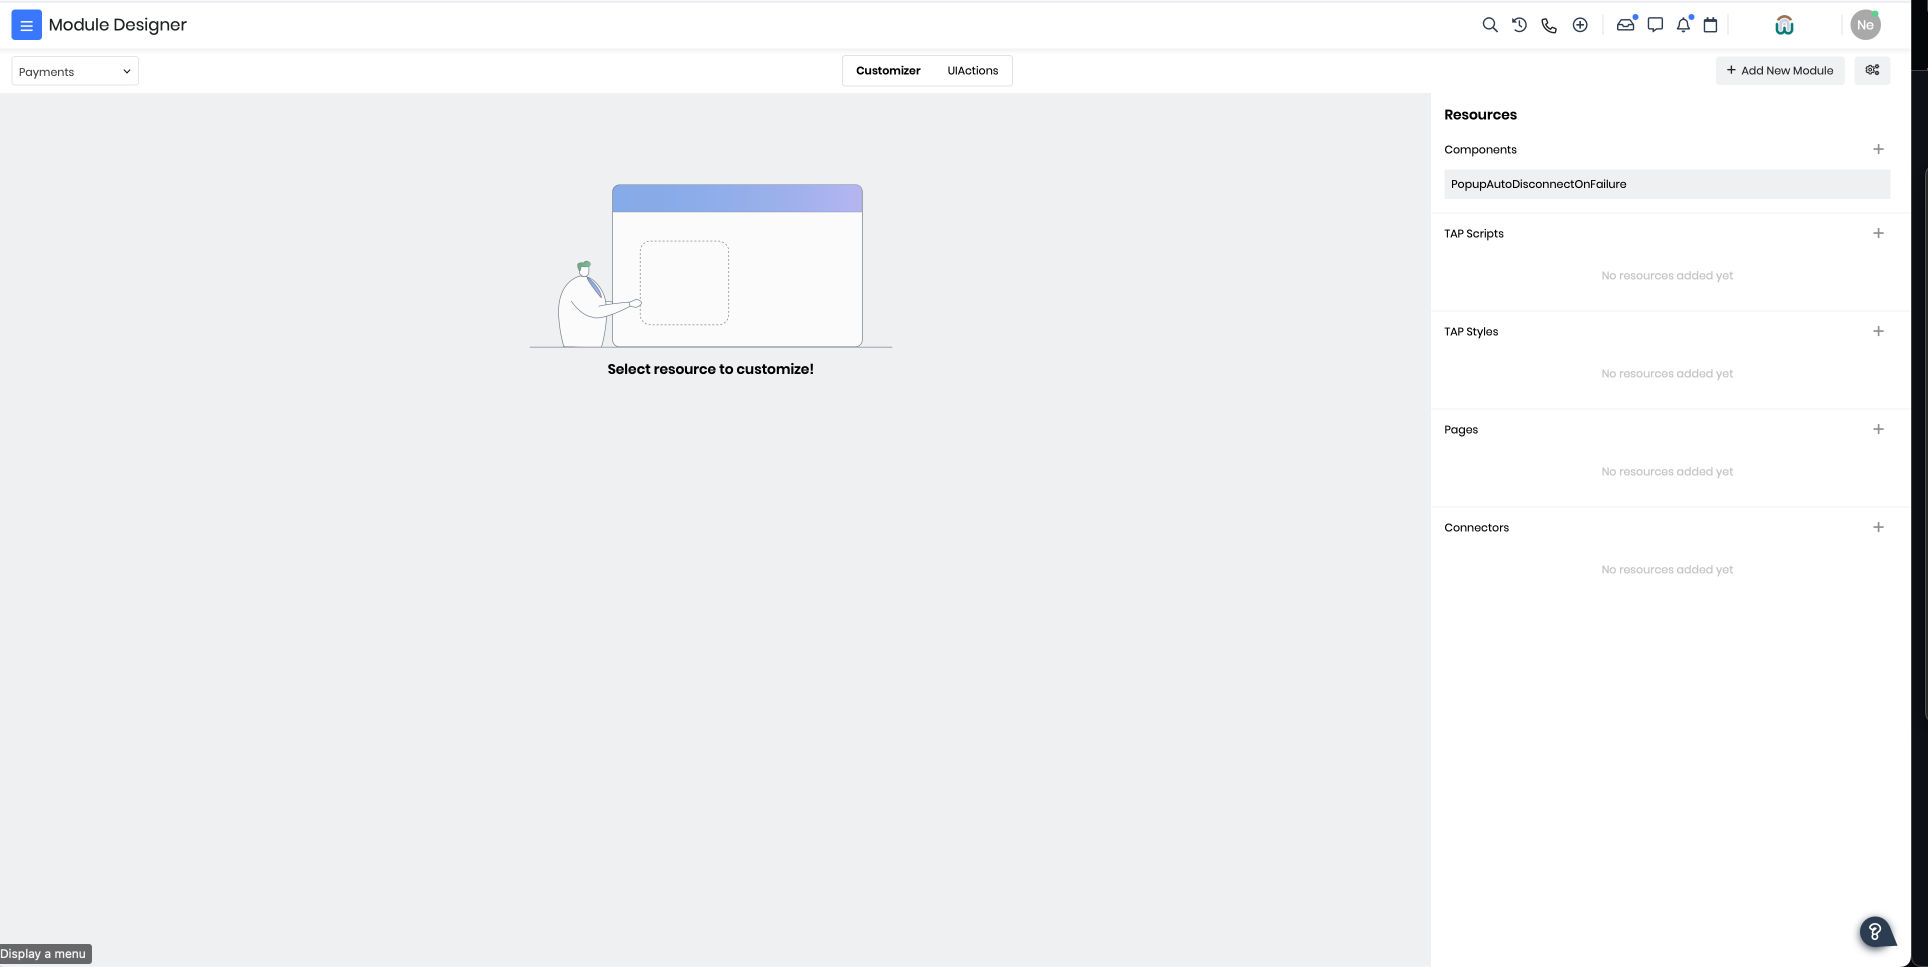 Module Designer
Ne
Payments
Customizer
UIActions
+ Add New Module
Resources
Components
PopupAutoDisconnectOnFailure
TAP Scripts
No resources added yet
TAP Styles
No resources added yet
Pages
No resources added yet
Connectors
No resources added yet
Select resource to customize!
Display a menu